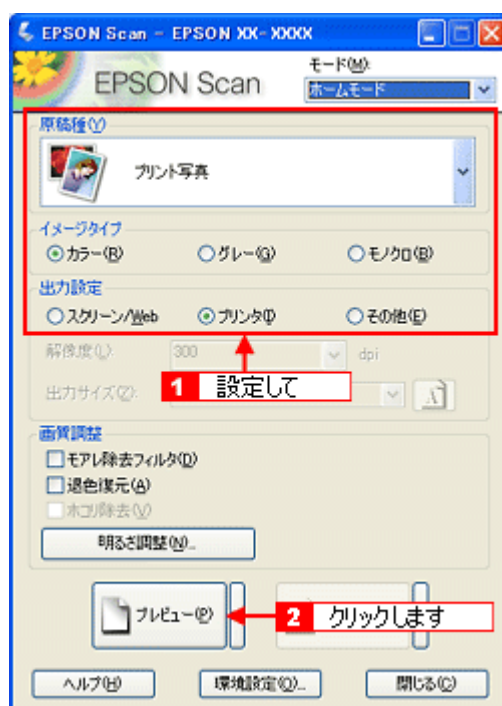 EPSON Scan - EPSON XX-XXXX
EPSON Scan
モード(M):
ホームモード
原稿種(Y)
プリント写真
イメージタイプ
カラー(R) グレー(G) モノクロ(B)
出力設定
スクリーン/Web プリンタ(I) その他(E)
解像度(L): 300 dpi
1 設定して
出力サイズ(Z):
画質調整
モアレ除去フィルタ(D)
退色復元(A)
ホコリ除去(V)
明るさ調整(N)...
プレビュー(P)
2 クリックします
ヘルプ(H) 環境設定(O)... 閉じる(C)